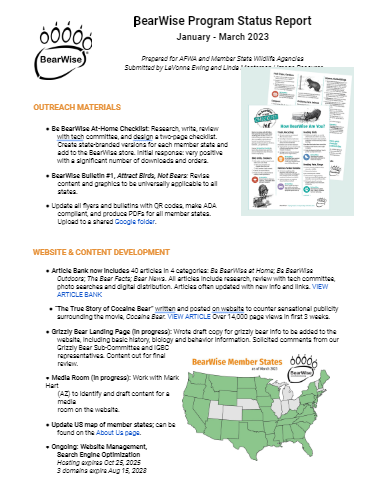 BearWise Program Status Report
January - March 2023
BearWise®
Prepared for AFWA and Member State Wildlife Agencies
Submitted by LaVonne Ewing and Linda
OUTREACH MATERIALS
• Be BearWise At-Home Checklist: Research, write, review
with tech committee, and design a two-page checklist.
Create state-branded versions for each member state and
add to the BearWise Store. Initial response: very positive
with a significant number of downloads and orders.
• BearWise Bulletin #1, Attract Birds, Not Bears: Revise
content and graphics to be universally applicable to all
states.
• Update all flyers and bulletins with QR codes, make ADA
compliant, and produce PDFs for all member states.
Upload to a shared Google folder.
How BearWise Are You?
WEBSITE & CONTENT DEVELOPMENT
• Article Bank now includes 40 articles in 4 categories: Be BearWise at Home; Be BearWise
Outdoors; The Bear Facts; Bear News. All articles include research, review with tech committee,
photo searches and digital distribution. Articles often updated with new info and links. VIEW
ARTICLE BANK
• "The True Story of Cocaine Bear" written and posted on website to counter sensational publicity
surrounding the movie, Cocaine Bear. VIEW ARTICLE Over 14,000 page views in first 3 weeks.
• Grizzly Bear Landing Page (in progress): Wrote draft copy for grizzly bear info to be added to the
website, including basic history, biology and behavior information. Solicited comments from our
Grizzly Bear Sub-Committee and IGBC
representatives. Content out for final
review.
• Media Room (in progress): Work with Mark
Hart
(AZ) to identify and draft content for a
media
room on the website.
• Update US map of member states; can be
found on the About Us page.
• Ongoing: Website Management,
Search Engine Optimization
Hosting expires Oct 25, 2025
3 domains expire Aug 15, 2028
BearWise Member States
as of March 2023
BearWise